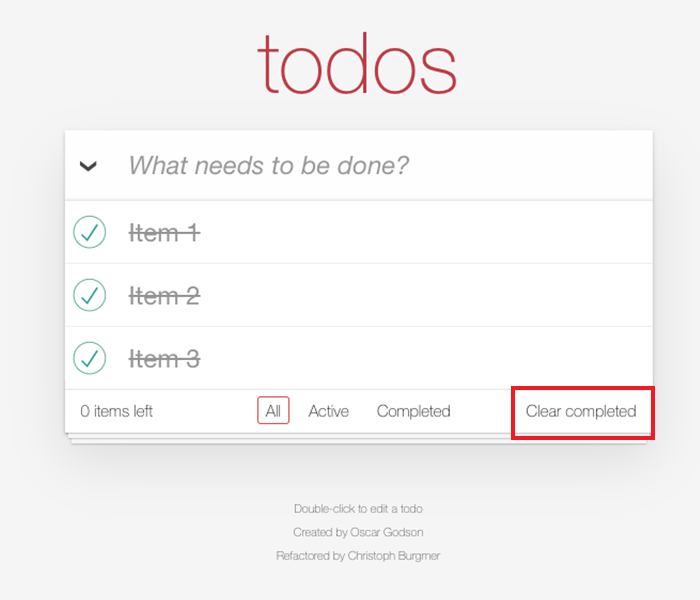 todos
What needs to be done?
Item 1
Item 2
Item 3
0 items left All Active Completed Clear completed
Double-click to edit a todo
Created by Oscar Godson
Refactored by Christoph Burgmer